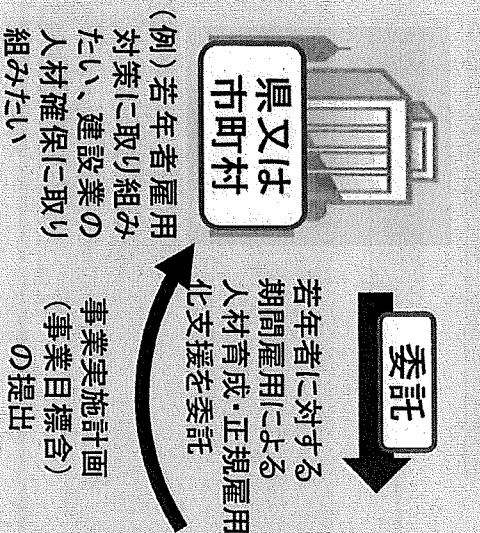 県又は
市町村
(例)若年者雇用
対策に取り組み
たい、建設業の
人材確保に取り
組みたい
委託
若年者に対する
期間雇用による
人材育成・正規雇用
化支援を委託
事業実施計画
(事業目標含)
の提出